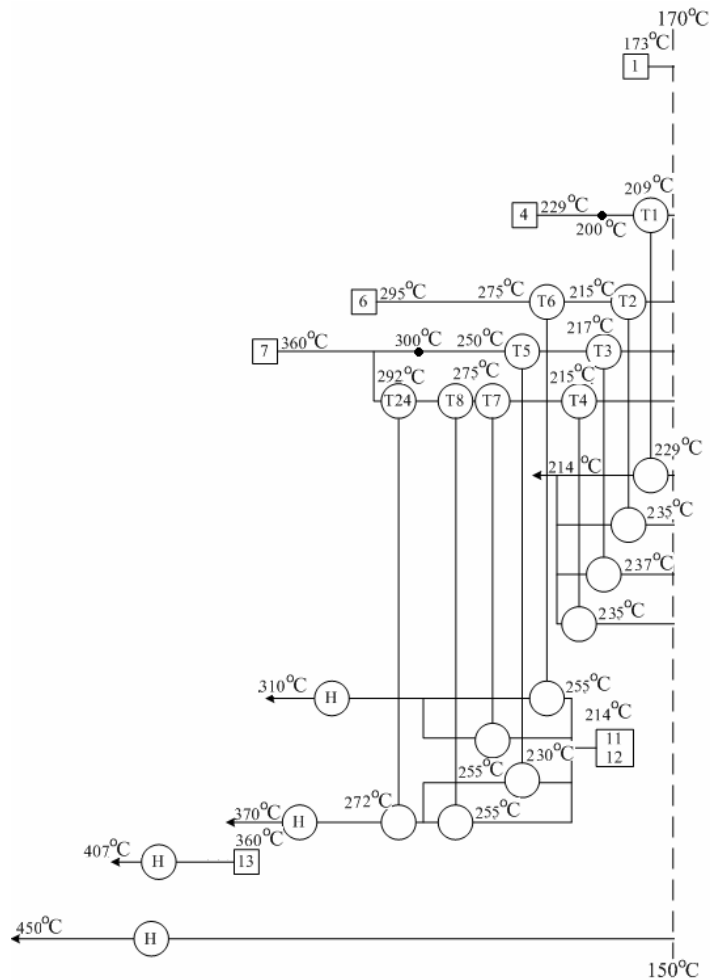 170°C
173°C
1
209°C
4 229°C T1
200°C
6 295°C 275°C T6 215°C T2
217°C
7 360°C 300°C 250°C T5 T3
292°C 275°C 215°C
T24 T8 T7 T4
229°C
214 °C
235°C
237°C
235°C
310°C H 255°C
214°C
11
12
230°C
255°C
370°C H 272°C 255°C
360°C
407°C H 13
450°C H
150°C